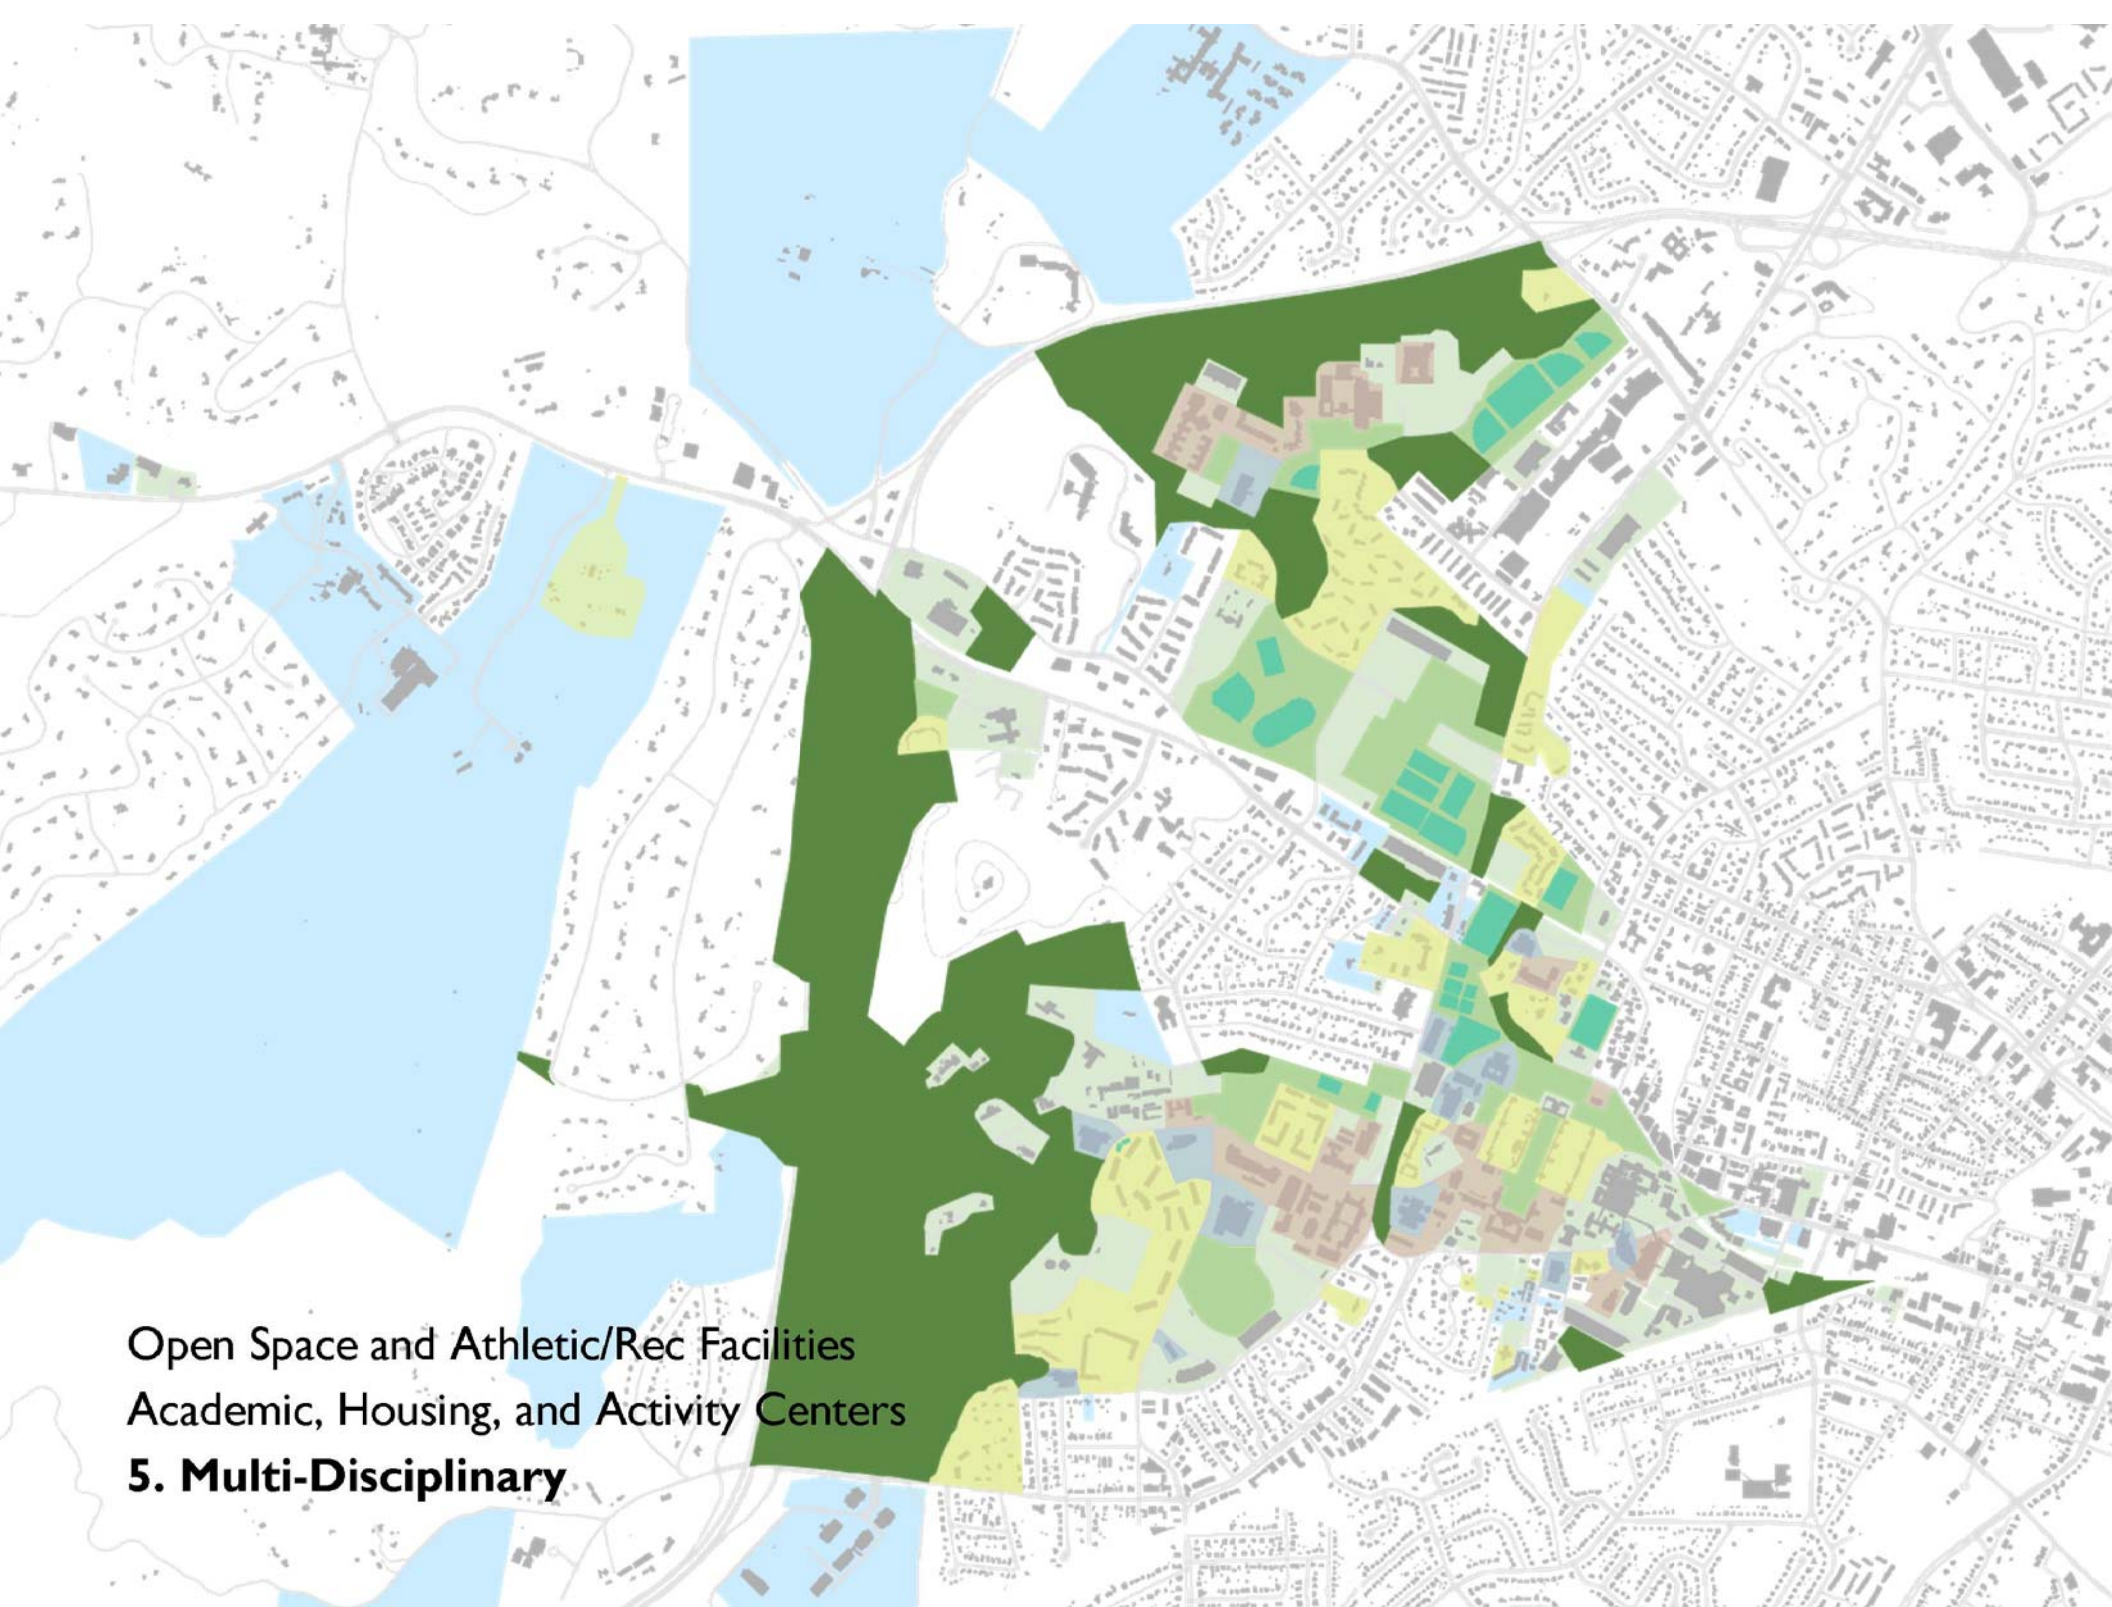 Open Space and Athletic/Rec Facilities
Academic, Housing, and Activity Centers
5. Multi-Disciplinary